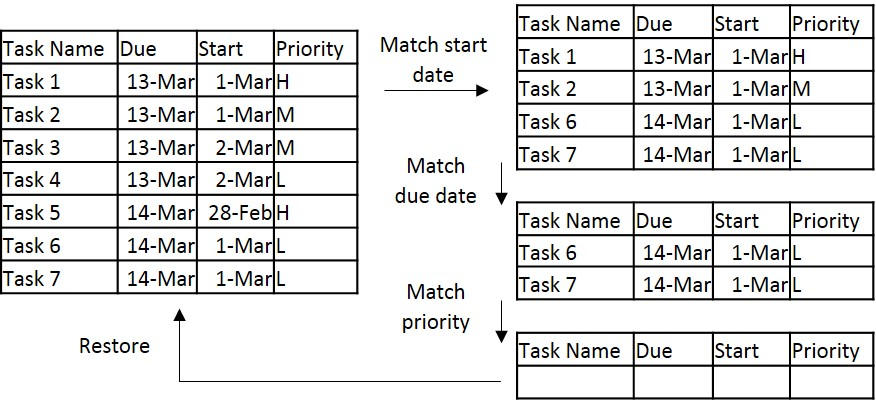 Task Name Due Start Priority
Task 1 13-Mar 1-Mar H
Task 2 13-Mar 1-Mar M
Task 3 13-Mar 2-Mar M
Task 4 13-Mar 2-Mar L
Task 5 14-Mar 28-Feb H
Task 6 14-Mar 1-Mar L
Task 7 14-Mar 1-Mar L
Match start
date
Task Name Due Start Priority
Task 1 13-Mar 1-Mar H
Task 2 13-Mar 1-Mar M
Task 6 14-Mar 1-Mar L
Task 7 14-Mar 1-Mar L
Match
due date
Task Name Due Start Priority
Task 6 14-Mar 1-Mar L
Task 7 14-Mar 1-Mar L
Match
priority
Task Name Due Start Priority
Restore